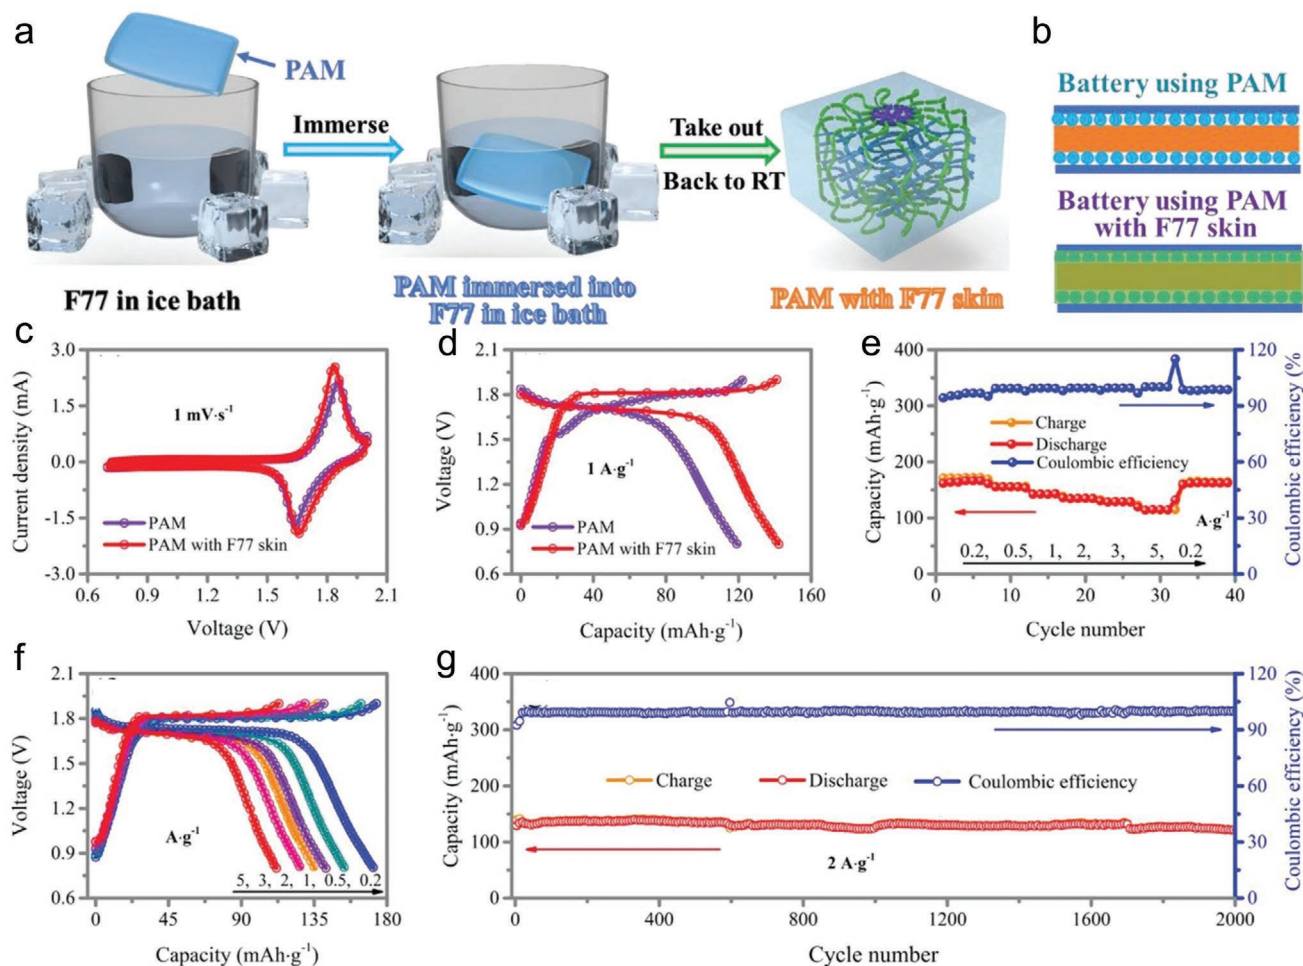 a
PAM
Immerse
Take out
Back to RT
F77 in ice bath
PAM immersed into
F77 in ice bath
PAM with F77 skin
b
Battery using PAM
Battery using PAM
with F77 skin
c
3.0
1.5
0.0
-1.5
-3.0
Current density (mA)
1 mV·s⁻¹
PAM
PAM with F77 skin
0.6 0.9 1.2 1.5 1.8 2.1
Voltage (V)
d
2.1
1.8
1.5
1.2
0.9
0.6
Voltage (V)
1 A·g⁻¹
PAM
PAM with F77 skin
0 40 80 120 160
Capacity (mAh·g⁻¹)
e
400
300
200
100
0
Capacity (mAh·g⁻¹)
Charge
Discharge
Coulombic efficiency
A·g⁻¹
0.2, 0.5, 1, 2, 3, 5, 0.2
120
90
60
30
0
Coulombic efficiency (%
0 10 20 30 40
Cycle number
f
2.1
1.8
1.5
1.2
0.9
0.6
Voltage (V)
A·g⁻¹
5, 3, 2, 1, 0.5, 0.2
0 45 90 135 180
Capacity (mAh·g⁻¹)
g
400
300
200
100
0
Capacity (mAh·g⁻¹)
Charge
Discharge
Coulombic efficiency
2 A·g⁻¹
120
90
60
30
0
Coulombic efficiency (%)
0 400 800 1200 1600 2000
Cycle number